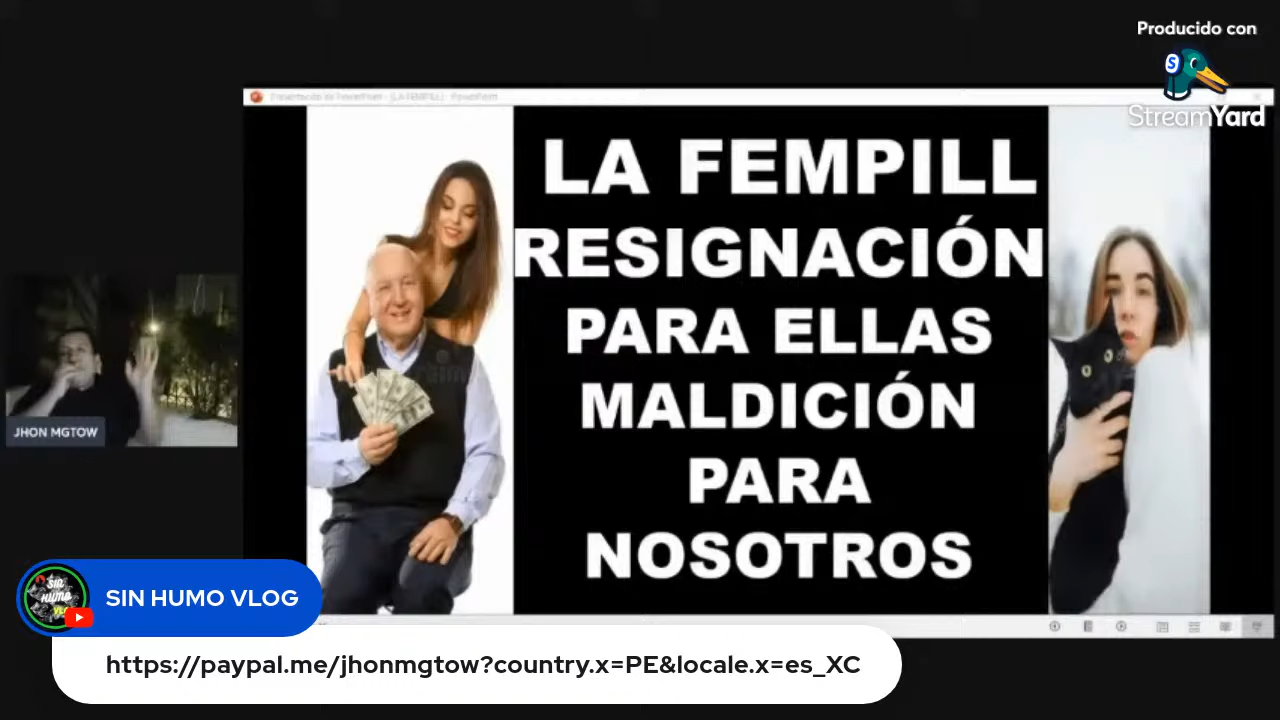 Producido con
StreamYard
LA FEMPILL
RESIGNACIÓN
PARA ELLAS
MALDICIÓN
PARA
NOSOTROS
JHON MGTOW
SIN HUMO VLOG
https://paypal.me/jhonmgtow?country.x=PE&locale.x=es_XC